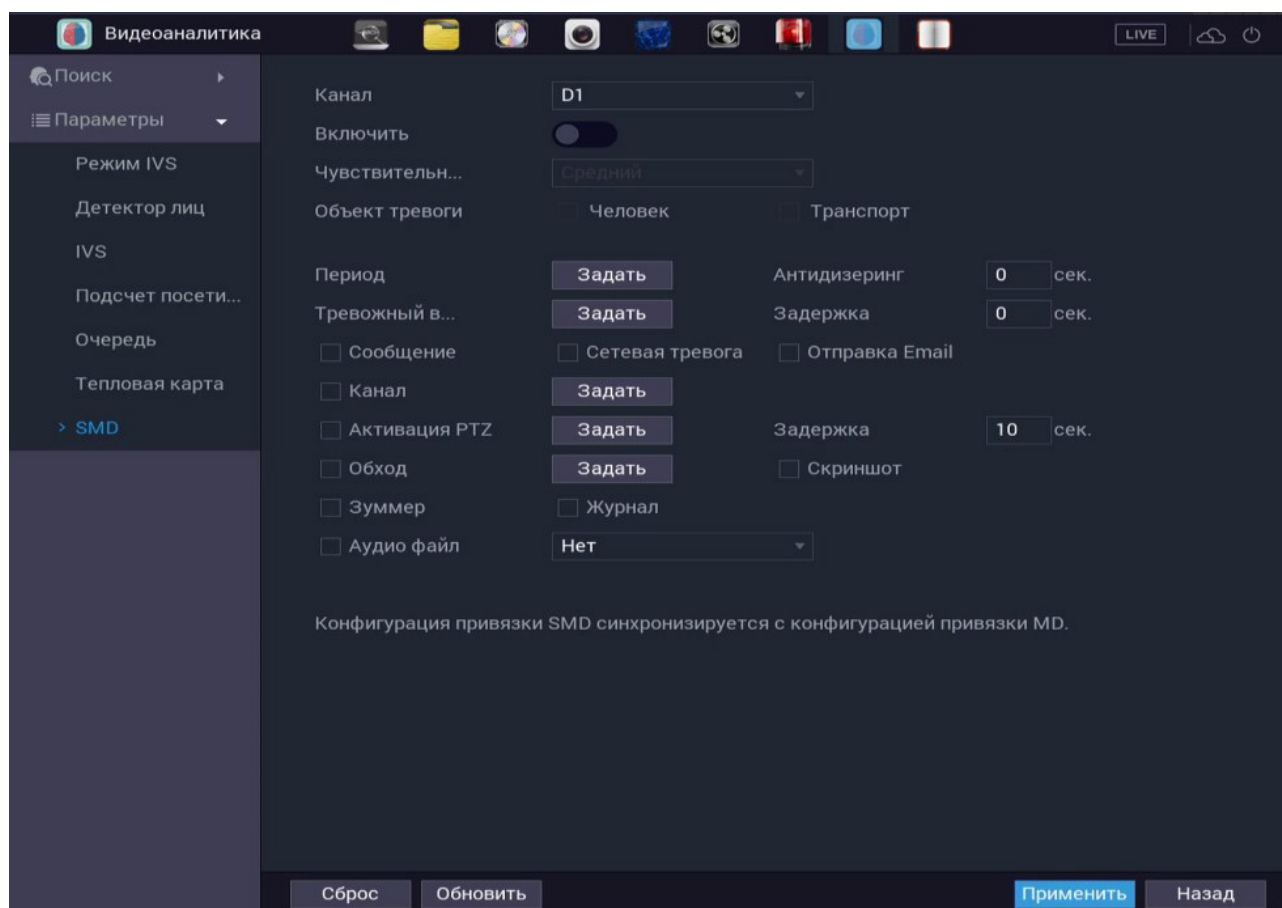 Видеоаналитика
LIVE
Поиск
Параметры
Режим IVS
Детектор лиц
IVS
Подсчет посети...
Очередь
Тепловая карта
> SMD
Канал D1
Включить
Чувствительн... Средний
Объект тревоги Человек Транспорт
Период Задать Антидизеринг 0 сек.
Тревожный в... Задать Задержка 0 сек.
Сообщение Сетевая тревога Отправка Email
Канал Задать
Активация PTZ Задать Задержка 10 сек.
Обход Задать Скриншот
Зуммер Журнал
Аудио файл Нет
Конфигурация привязки SMD синхронизируется с конфигурацией привязки MD.
Сброс Обновить Применить Назад